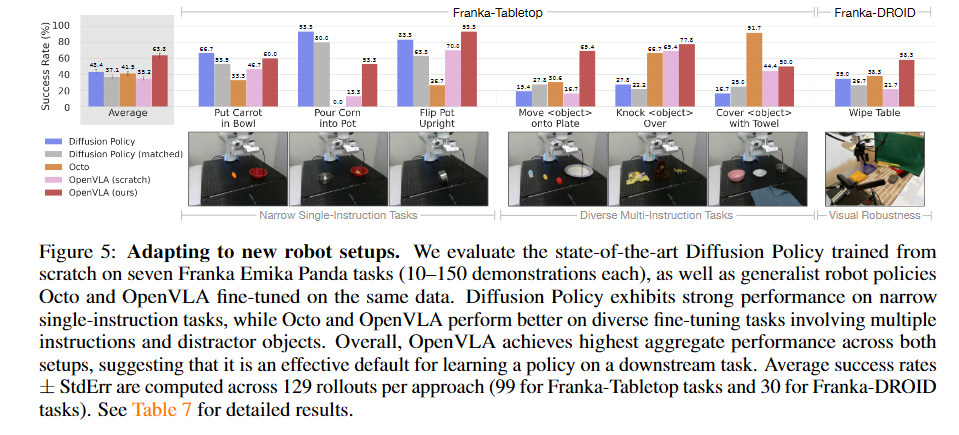 Franka-Tabletop
Franka-DROID
Success Rate (%)
100
80
60
40
20
0
43.4 37.1 41.5 35.2 63.8
66.7 53.5 33.3 46.7 60.0
93.3 80.0 0.0 13.3 53.3
83.5 63.3 26.7 70.0 93.3
19.4 27.8 30.6 16.7 69.4
27.8 22.2 66.7 69.4 77.8
16.7 25.0 91.7 44.4 50.0
35.0 26.7 38.3 21.7 58.3
Average
Put Carrot
in Bowl
Pour Corn
into Pot
Flip Pot
Upright
Move <object>
onto Plate
Knock <object>
Over
Cover <object>
with Towel
Wipe Table
Diffusion Policy
Diffusion Policy (matched)
Octo
OpenVLA (scratch)
OpenVLA (ours)
Narrow Single-Instruction Tasks
Diverse Multi-Instruction Tasks
Visual Robustness
Figure 5: Adapting to new robot setups. We evaluate the state-of-the-art Diffusion Policy trained from
scratch on seven Franka Emika Panda tasks (10–150 demonstrations each), as well as generalist robot policies
Octo and OpenVLA fine-tuned on the same data. Diffusion Policy exhibits strong performance on narrow
single-instruction tasks, while Octo and OpenVLA perform better on diverse fine-tuning tasks involving multiple
instructions and distractor objects. Overall, OpenVLA achieves highest aggregate performance across both
setups, suggesting that it is an effective default for learning a policy on a downstream task. Average success rates
± StdErr are computed across 129 rollouts per approach (99 for Franka-Tabletop tasks and 30 for Franka-DROID
tasks). See Table 7 for detailed results.